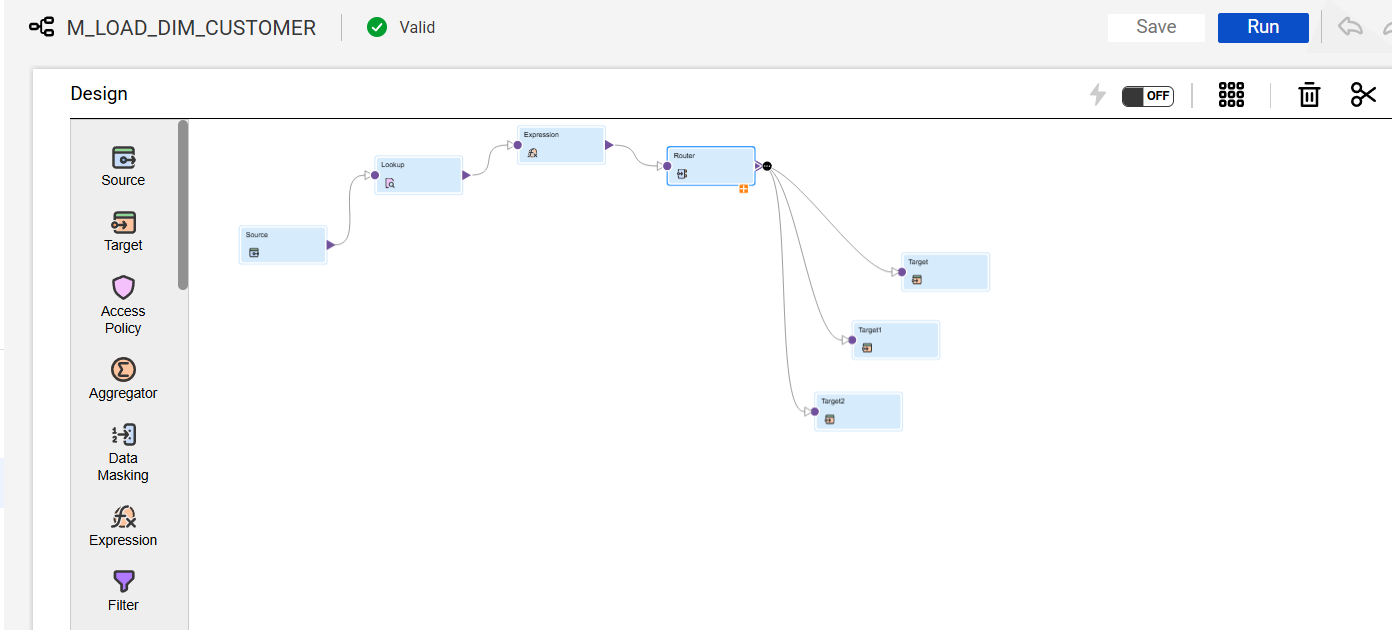 M_LOAD_DIM_CUSTOMER
Valid
Save
Run
Design
OFF
Source
Target
Access
Policy
Aggregator
Data
Masking
Expression
Filter
Source
Lookup
Expression
Router
Target
Target1
Target2